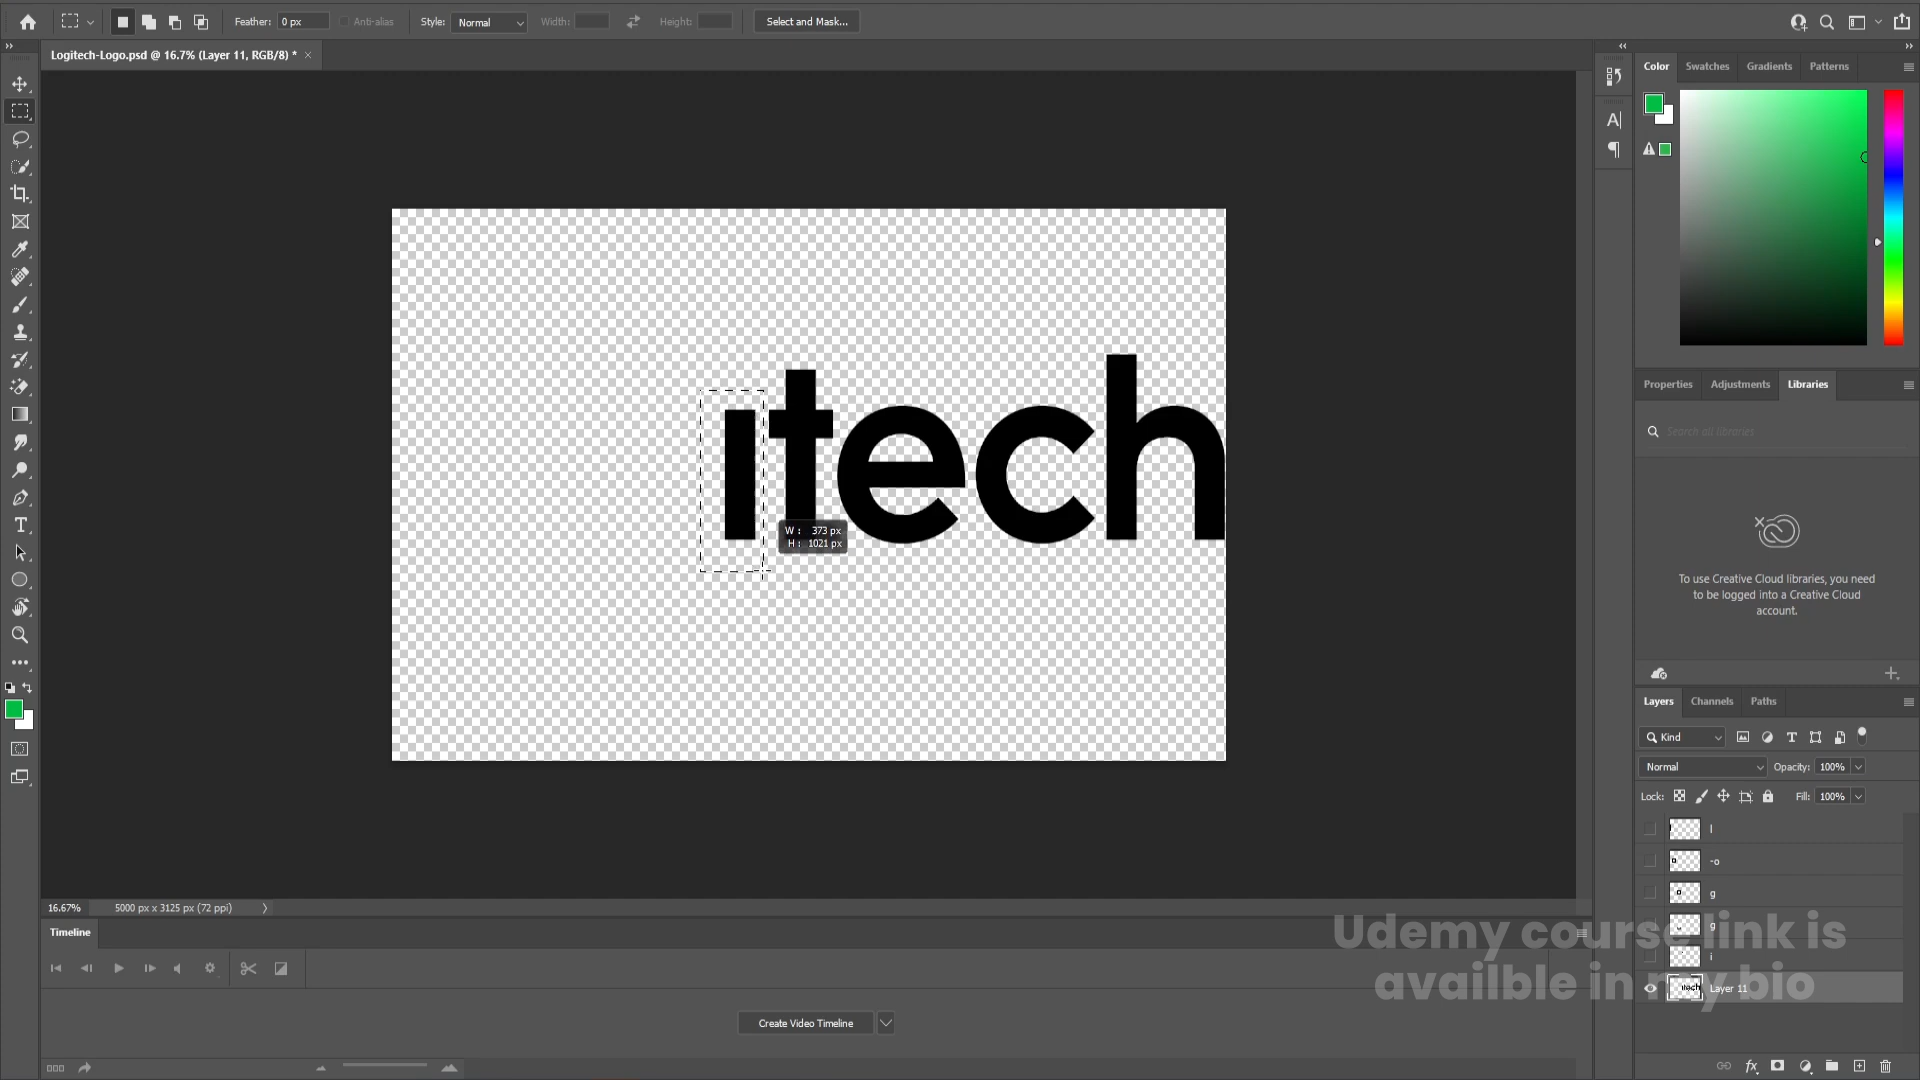 Feather: 0 px Anti-alias Style: Normal Width: Height: Select and Mask...
Logitech-Logo.psd @ 16.7% (Layer 11, RGB/8) * ×
Color Swatches Gradients Patterns
A|
ıtech
W : 373 px
H : 1021 px
Properties Adjustments Libraries
Search all libraries
To use Creative Cloud libraries, you need
to be logged into a Creative Cloud
account.
Layers Channels Paths
Kind
Normal Opacity: 100%
Lock: Fill: 100%
l
-o
g
g
i
Layer 11
16.67% 5000 px x 3125 px (72 ppi)
Timeline
Create Video Timeline
fx
Udemy course link is
availble in my bio